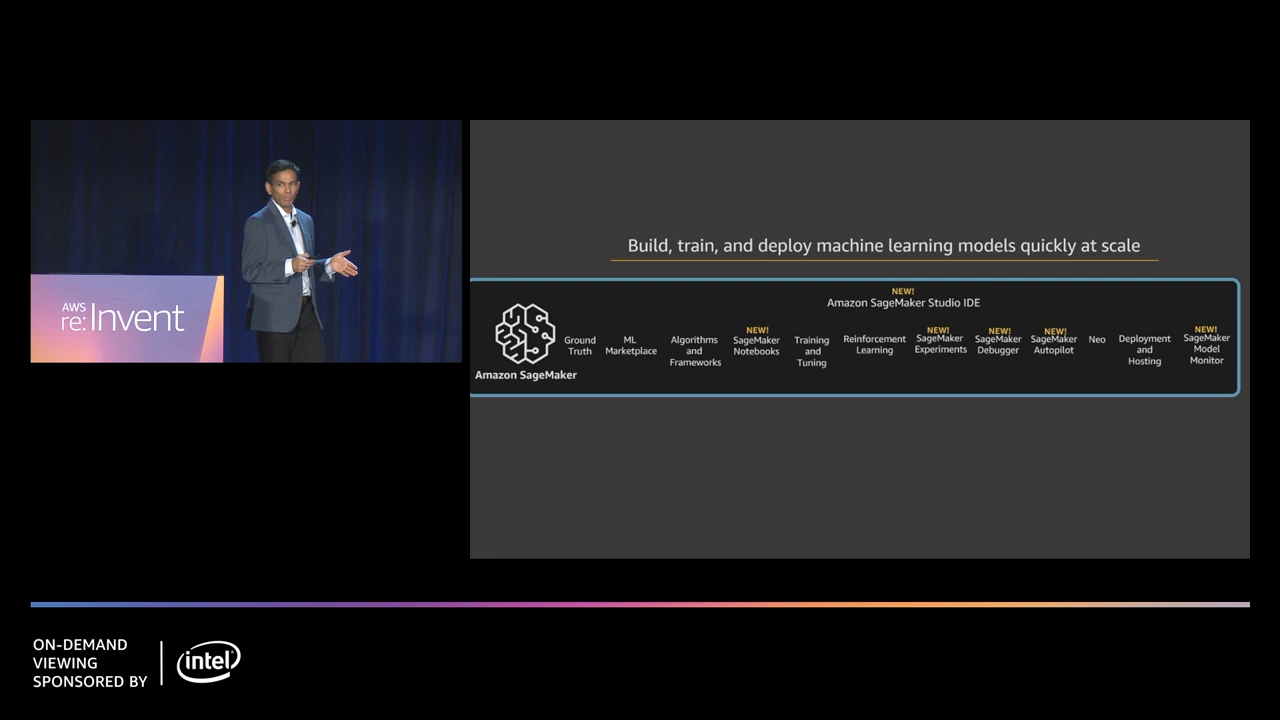 AWS
re:Invent
Build, train, and deploy machine learning models quickly at scale
NEW!
Amazon SageMaker Studio IDE
Amazon SageMaker
Ground
Truth
ML
Marketplace
Algorithms
and
Frameworks
NEW!
SageMaker
Notebooks
Training
and
Tuning
Reinforcement
Learning
NEW!
SageMaker
Experiments
NEW!
SageMaker
Debugger
NEW!
SageMaker
Autopilot
Neo
Deployment
and
Hosting
NEW!
SageMaker
Model
Monitor
ON-DEMAND
VIEWING
SPONSORED BY
intel